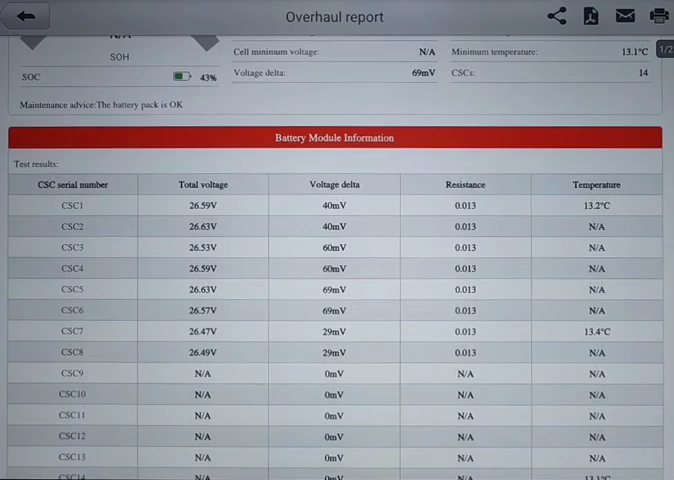 Overhaul report
N/A
SOH
SOC 43%
Cell minimum voltage: N/A Minimum temperature: 13.1°C
1/2
Voltage delta: 69mV CSCs: 14
Maintenance advice:The battery pack is OK
Battery Module Information
Test results:
CSC serial number Total voltage Voltage delta Resistance Temperature
CSC1 26.59V 40mV 0.013 13.2°C
CSC2 26.63V 40mV 0.013 N/A
CSC3 26.53V 60mV 0.013 N/A
CSC4 26.59V 60mV 0.013 N/A
CSC5 26.63V 69mV 0.013 N/A
CSC6 26.57V 69mV 0.013 N/A
CSC7 26.47V 29mV 0.013 13.4°C
CSC8 26.49V 29mV 0.013 N/A
CSC9 N/A 0mV N/A N/A
CSC10 N/A 0mV N/A N/A
CSC11 N/A 0mV N/A N/A
CSC12 N/A 0mV N/A N/A
CSC13 N/A 0mV N/A N/A
CSC14 N/A 0mV N/A 13.1°C